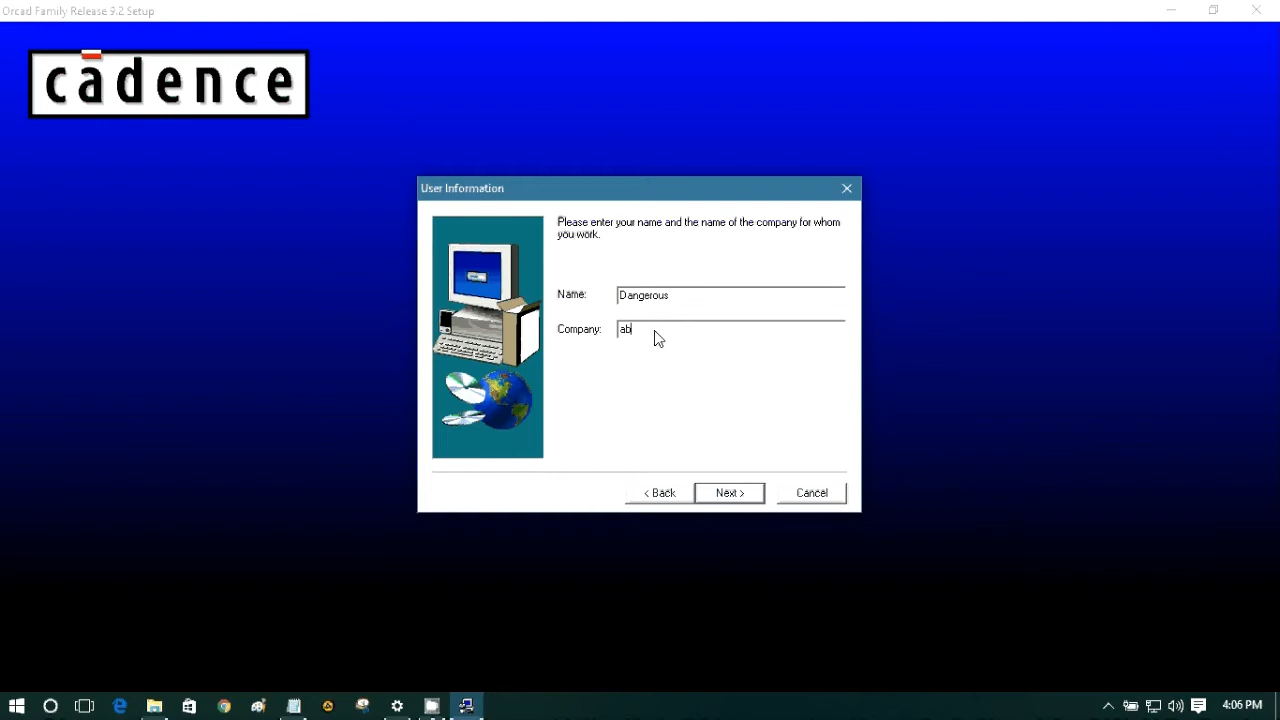 Orcad Family Release 9.2 Setup
cadence
User Information
Please enter your name and the name of the company for whom
you work.
Name: Dangerous
Company: ab
< Back Next > Cancel
4:06 PM